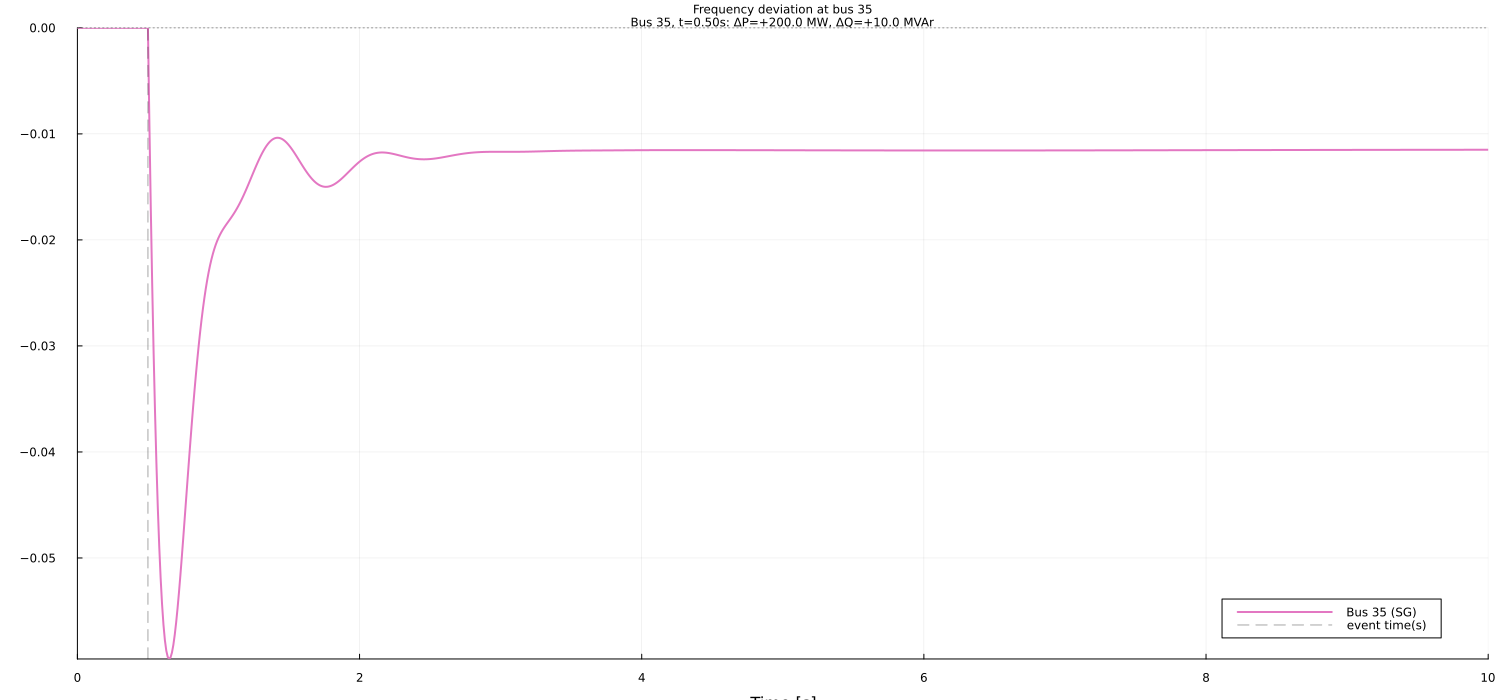 Frequency deviation at bus 35
Bus 35, t=0.50s: ΔP=+200.0 MW, ΔQ=+10.0 MVAr
0.00
−0.01
−0.02
−0.03
−0.04
−0.05
Bus 35 (SG)
event time(s)
0 2 4 6 8 10
Time [s]